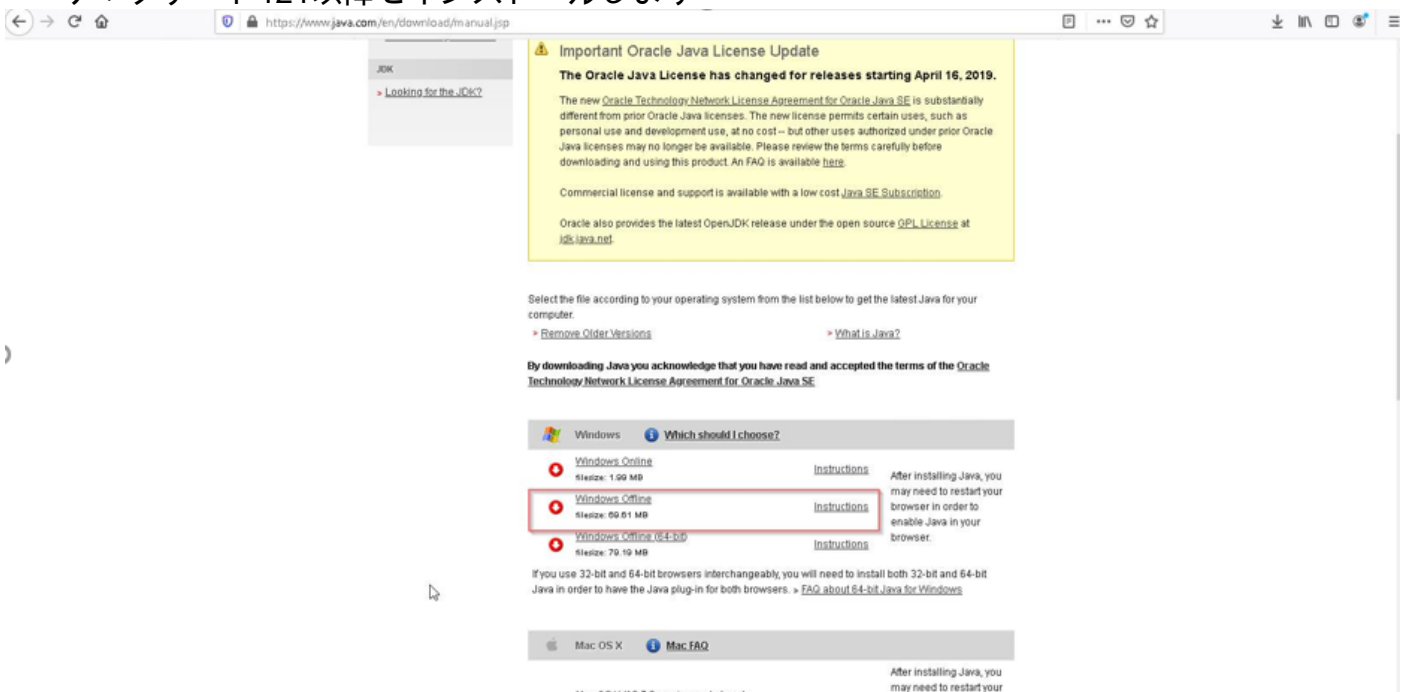 https://www.java.com/en/download/manual.jsp
JDK
» Looking for the JDK?
Important Oracle Java License Update
The Oracle Java License has changed for releases starting April 16, 2019.
The new Oracle Technology Network License Agreement for Oracle Java SE is substantially
different from prior Oracle Java licenses. The new license permits certain uses, such as
personal use and development use, at no cost -- but other uses authorized under prior Oracle
Java licenses may no longer be available. Please review the terms carefully before
downloading and using this product. An FAQ is available here.
Commercial license and support is available with a low cost Java SE Subscription.
Oracle also provides the latest OpenJDK release under the open source GPL License at
jdk.java.net.
Select the file according to your operating system from the list below to get the latest Java for your
computer.
» Remove Older Versions
» What is Java?
By downloading Java you acknowledge that you have read and accepted the terms of the Oracle
Technology Network License Agreement for Oracle Java SE
Windows Which should I choose?
Windows Online
filesize: 1.99 MB
Instructions
Windows Offline
filesize: 69.61 MB
Instructions
Windows Offline (64-bit)
filesize: 79.19 MB
Instructions
After installing Java, you
may need to restart your
browser in order to
enable Java in your
browser.
If you use 32-bit and 64-bit browsers interchangeably, you will need to install both 32-bit and 64-bit
Java in order to have the Java plug-in for both browsers. » FAQ about 64-bit Java for Windows
Mac OS X Mac FAQ
After installing Java, you
may need to restart your